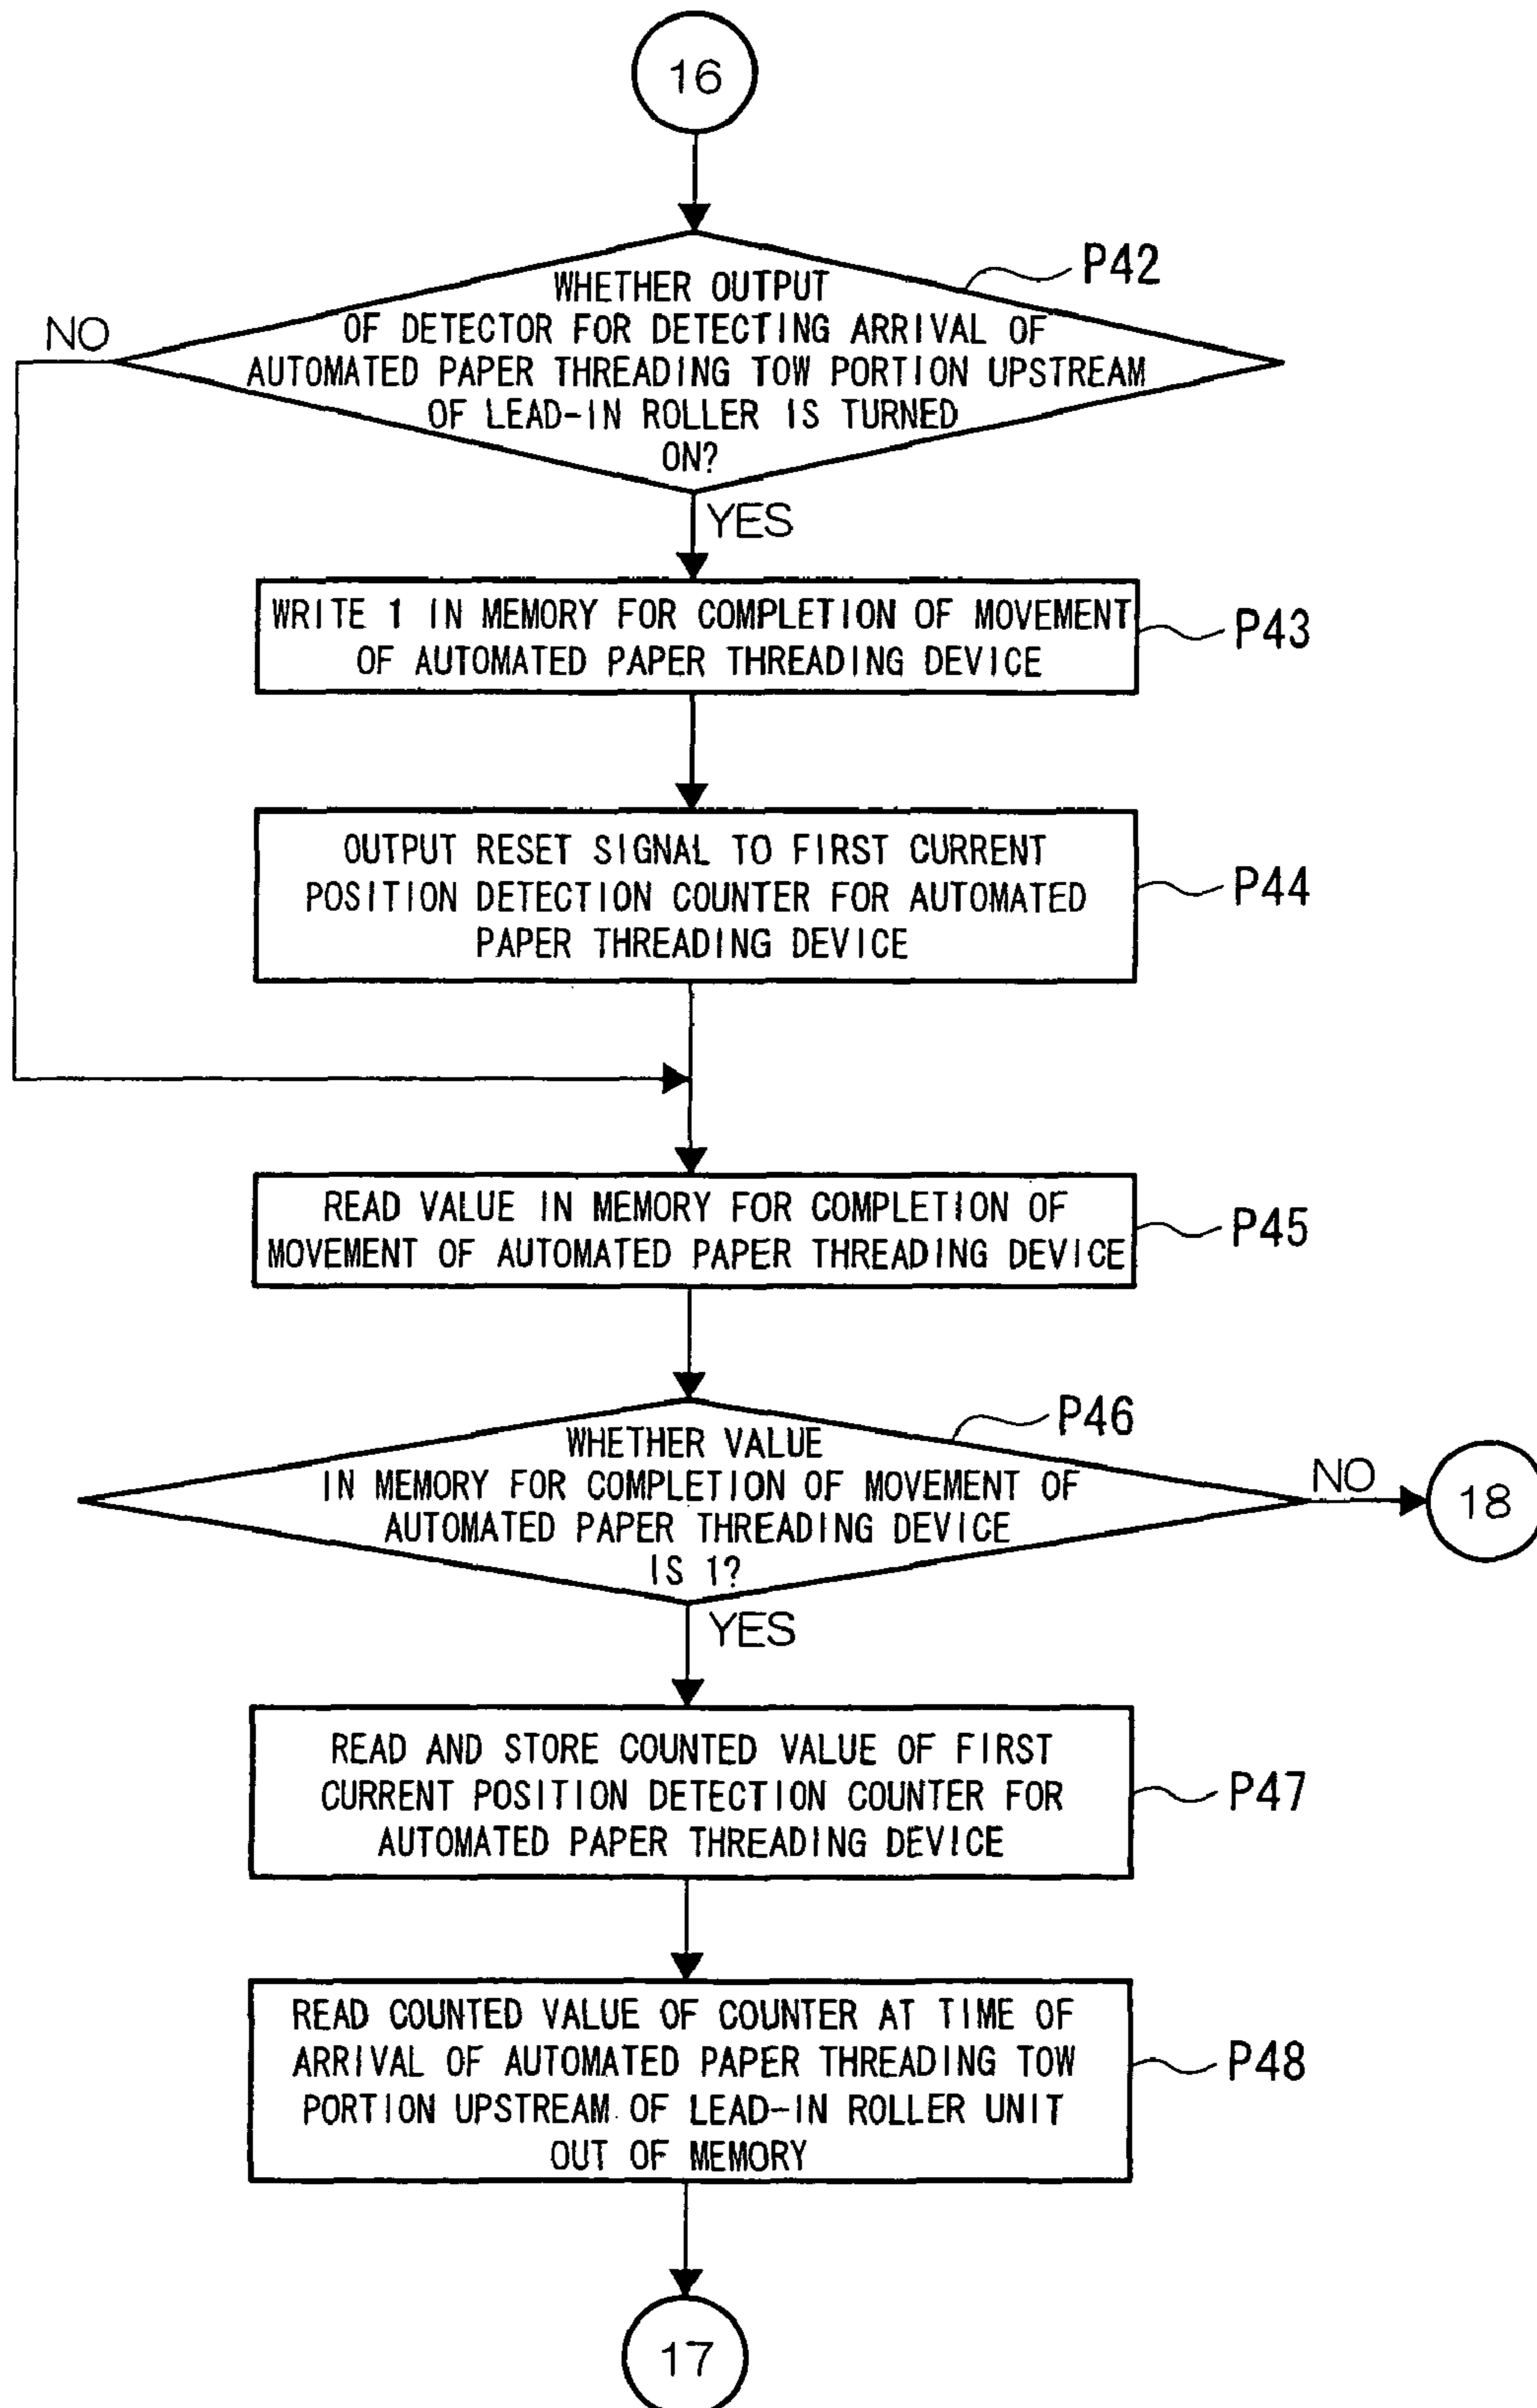 16
P42
WHETHER OUTPUT
OF DETECTOR FOR DETECTING ARRIVAL OF
AUTOMATED PAPER THREADING TOW PORTION UPSTREAM
OF LEAD-IN ROLLER IS TURNED
ON?
NO
YES
WRITE 1 IN MEMORY FOR COMPLETION OF MOVEMENT
OF AUTOMATED PAPER THREADING DEVICE
P43
OUTPUT RESET SIGNAL TO FIRST CURRENT
POSITION DETECTION COUNTER FOR AUTOMATED
PAPER THREADING DEVICE
P44
READ VALUE IN MEMORY FOR COMPLETION OF
MOVEMENT OF AUTOMATED PAPER THREADING DEVICE
P45
P46
WHETHER VALUE
IN MEMORY FOR COMPLETION OF MOVEMENT OF
AUTOMATED PAPER THREADING DEVICE
IS 1?
NO
18
YES
READ AND STORE COUNTED VALUE OF FIRST
CURRENT POSITION DETECTION COUNTER FOR
AUTOMATED PAPER THREADING DEVICE
P47
READ COUNTED VALUE OF COUNTER AT TIME OF
ARRIVAL OF AUTOMATED PAPER THREADING TOW
PORTION UPSTREAM OF LEAD-IN ROLLER UNIT
OUT OF MEMORY
P48
17